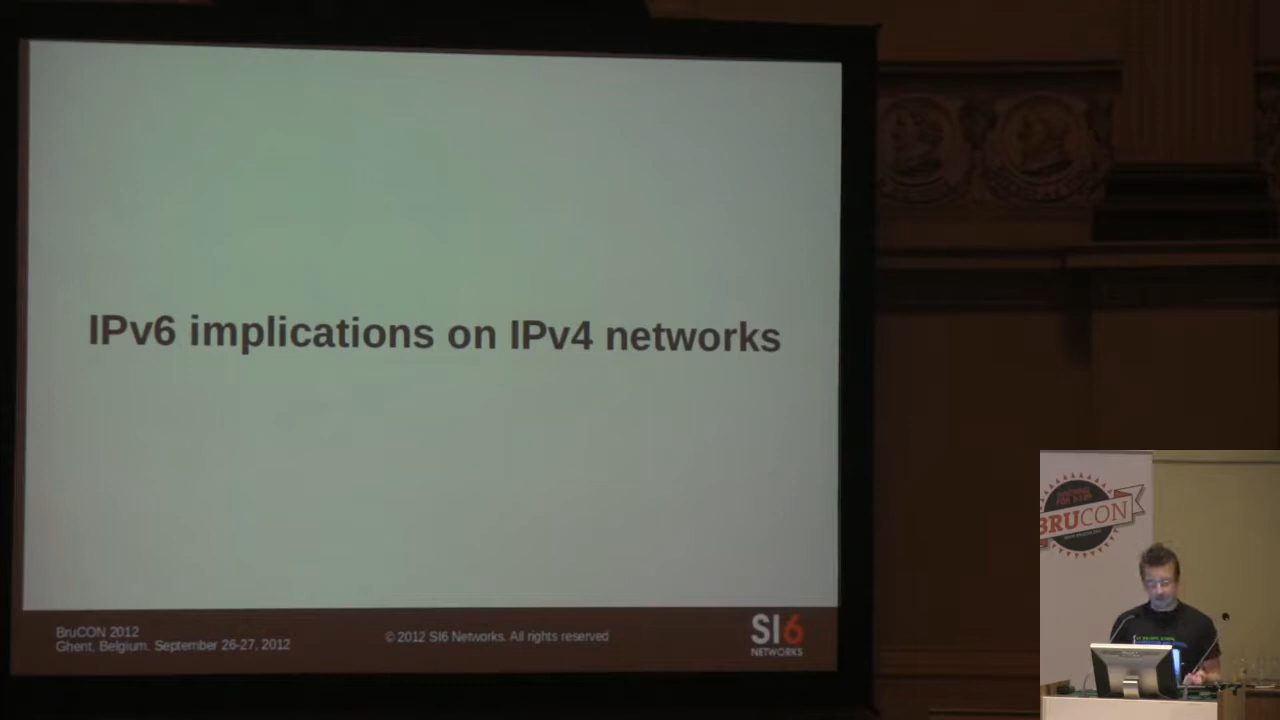 IPv6 implications on IPv4 networks
BruCON 2012
Ghent, Belgium. September 26-27, 2012
© 2012 SI6 Networks. All rights reserved
SI6
NETWORKS
BRUCON